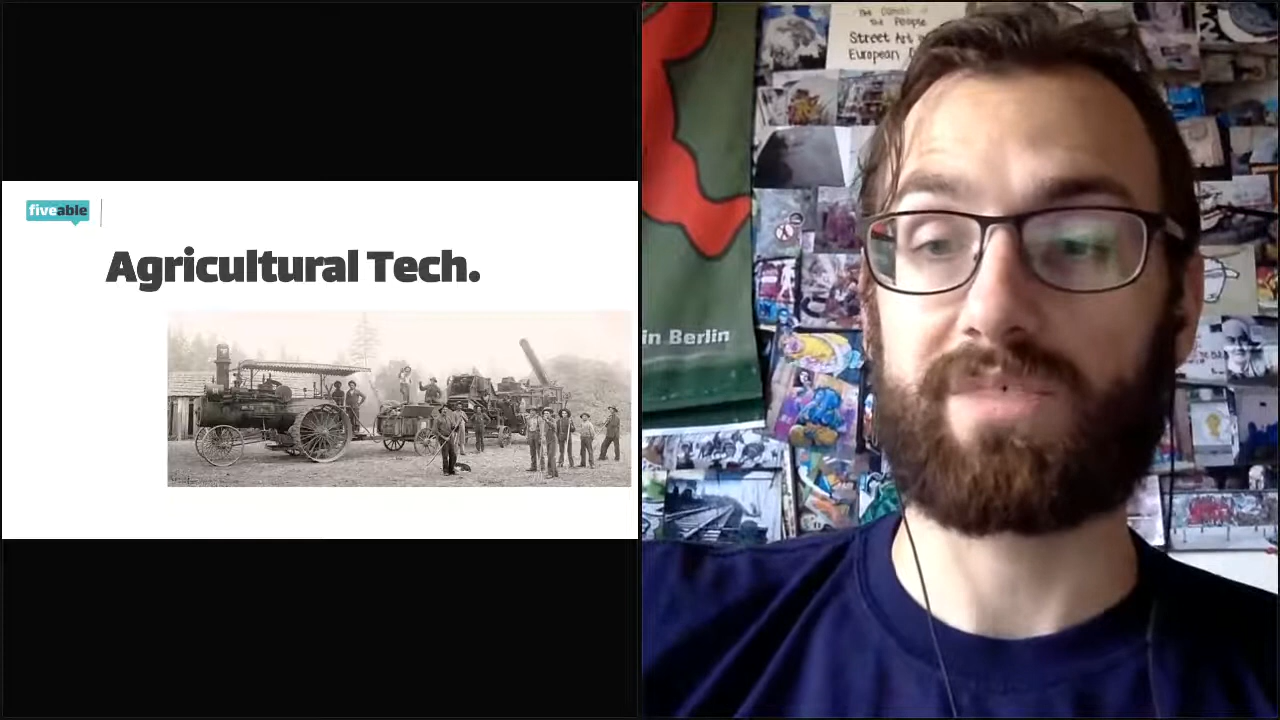 fiveable
Agricultural Tech.
the People
Street Art
European
in Berlin